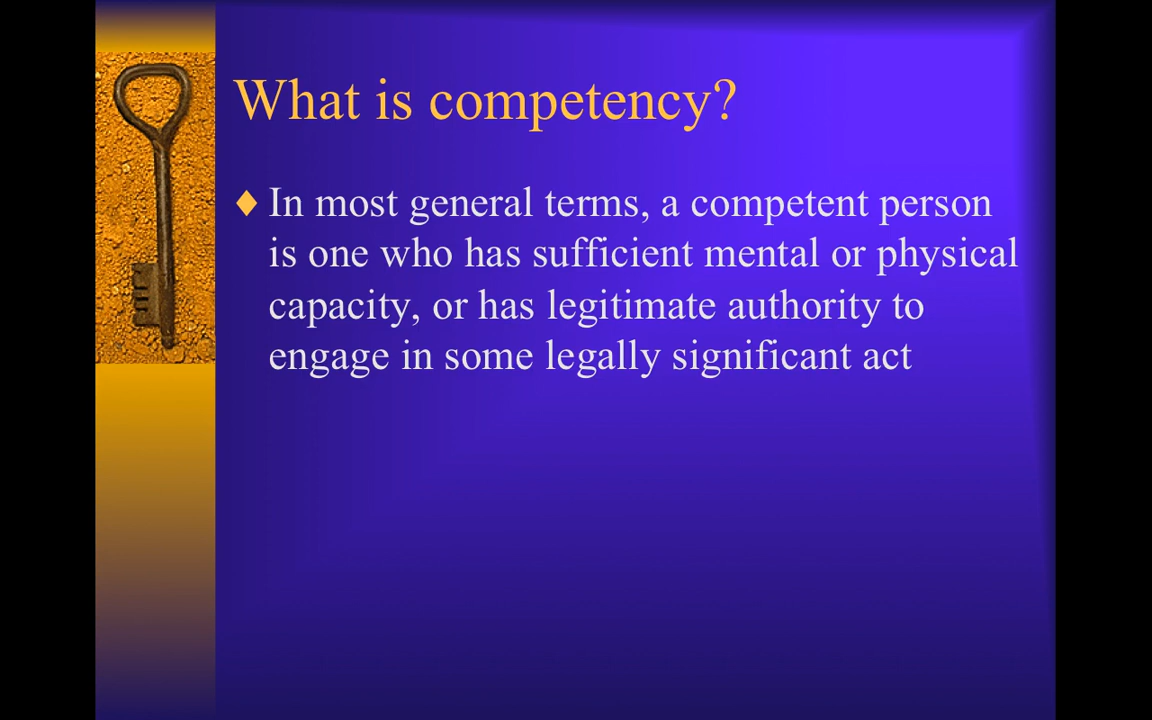 What is competency?
In most general terms, a competent person
is one who has sufficient mental or physical
capacity, or has legitimate authority to
engage in some legally significant act